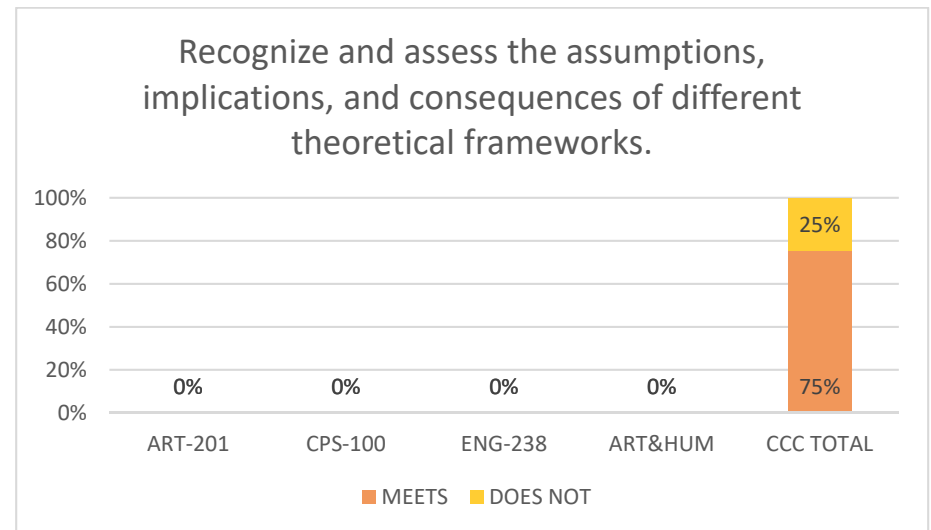 Recognize and assess the assumptions,
implications, and consequences of different
theoretical frameworks.
100%
80%
60%
40%
20%
0%
25%
75%
0% 0% 0% 0%
ART-201 CPS-100 ENG-238 ART&HUM CCC TOTAL
MEETS DOES NOT